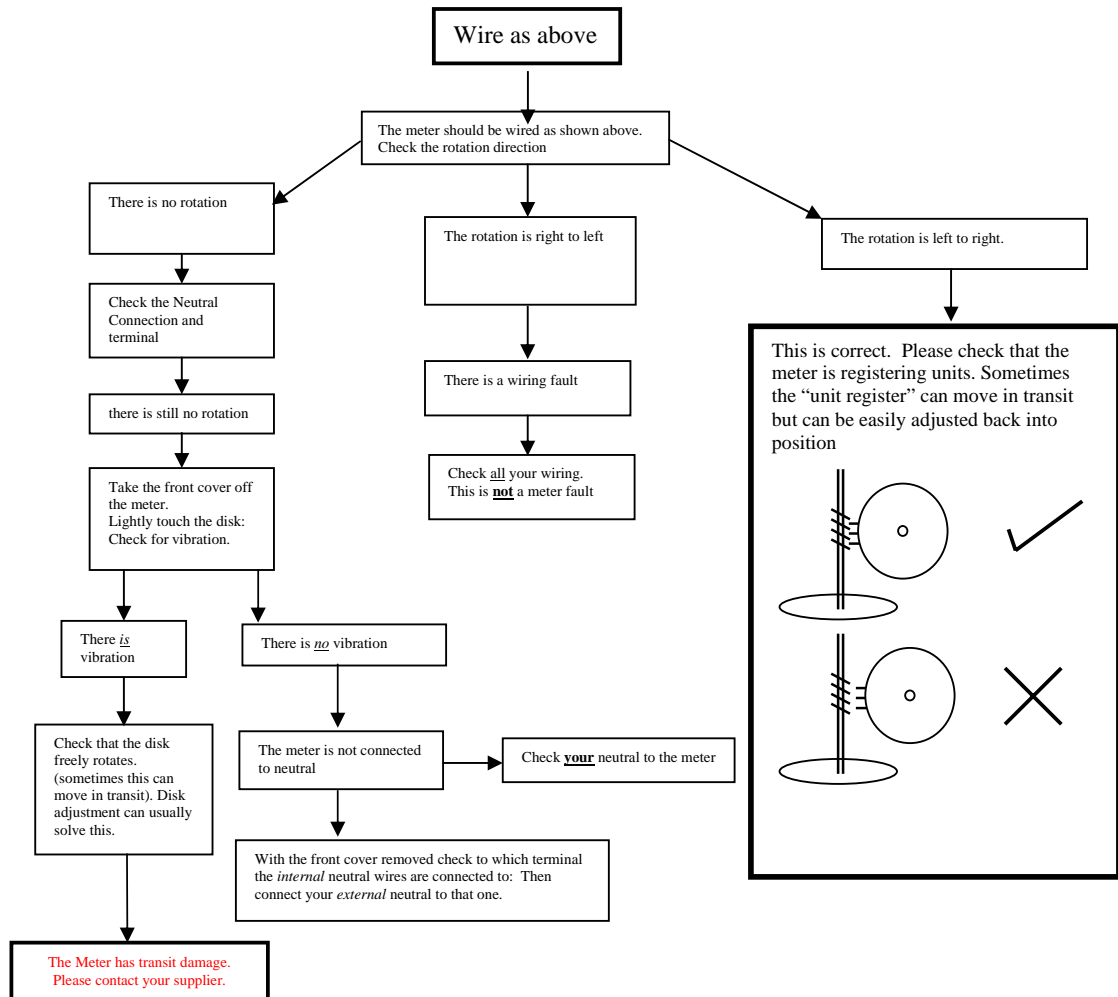 Wire as above
The meter should be wired as shown above.
Check the rotation direction
There is no rotation
The rotation is right to left
The rotation is left to right.
Check the Neutral
Connection and
terminal
there is still no rotation
Take the front cover off
the meter.
Lightly touch the disk:
Check for vibration.
There is a wiring fault
Check all your wiring.
This is not a meter fault
This is correct.  Please check that the
meter is registering units. Sometimes
the “unit register” can move in transit
but can be easily adjusted back into
position
There is
vibration
There is no vibration
Check that the disk
freely rotates.
(sometimes this can
move in transit). Disk
adjustment can usually
solve this.
The meter is not connected
to neutral
Check your neutral to the meter
With the front cover removed check to which terminal
the internal neutral wires are connected to:  Then
connect your external neutral to that one.
The Meter has transit damage.
Please contact your supplier.